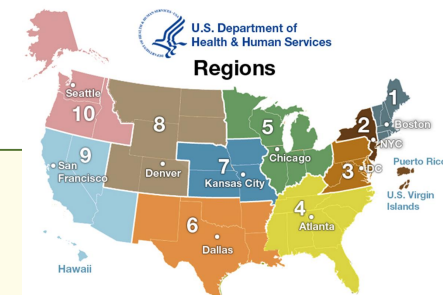 U.S. Department of
Health & Human Services
Regions
Seattle
10
8
5
1
Boston
2
NYC
9
San
Francisco
Denver
7
Kansas City
Chicago
3
DC
Puerto Rico
U.S. Virgin
Islands
6
Dallas
4
Atlanta
Hawaii